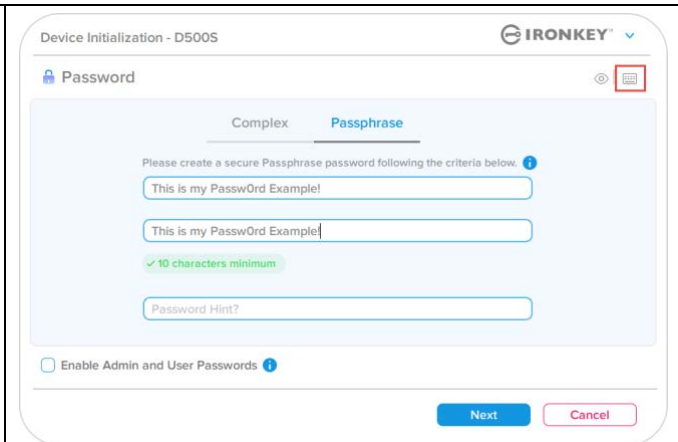 Device Initialization - D500S
IRONKEY™
Password
Complex Passphrase
Please create a secure Passphrase password following the criteria below.
This is my Passw0rd Example!
This is my Passw0rd Example!
✓ 10 characters minimum
Password Hint?
Enable Admin and User Passwords
Next Cancel